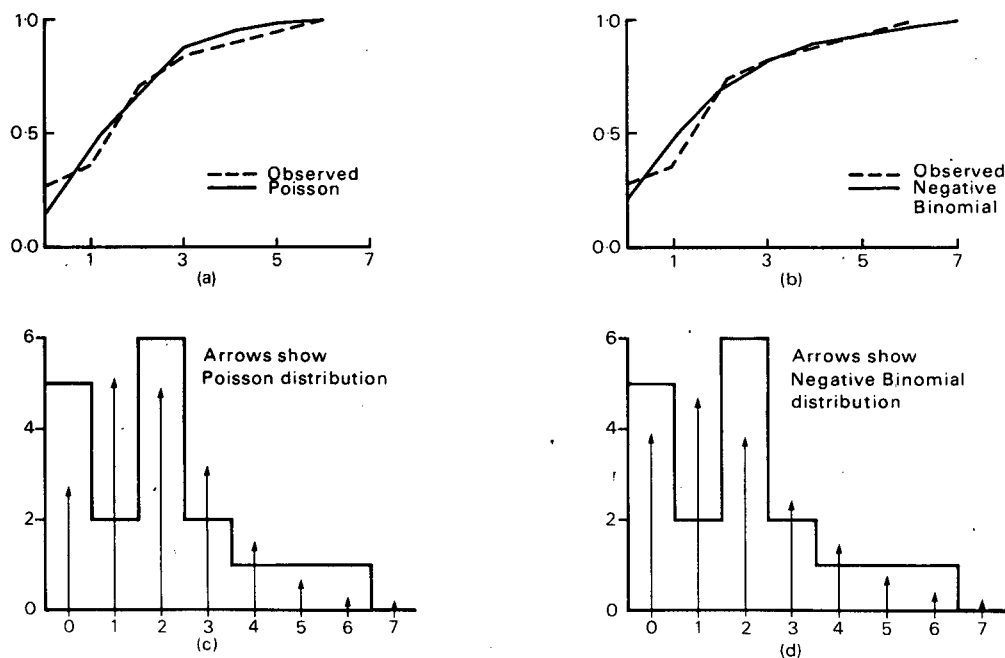 1·0
0·5
0·0
Observed
Poisson
1 3 5 7
(a)
1·0
0·5
0·0
Observed
Negative
Binomial
1 3 5 7
(b)
6
4
2
0
Arrows show
Poisson distribution
0 1 2 3 4 5 6 7
(c)
6
4
2
0
Arrows show
Negative Binomial
distribution
0 1 2 3 4 5 6 7
(d)